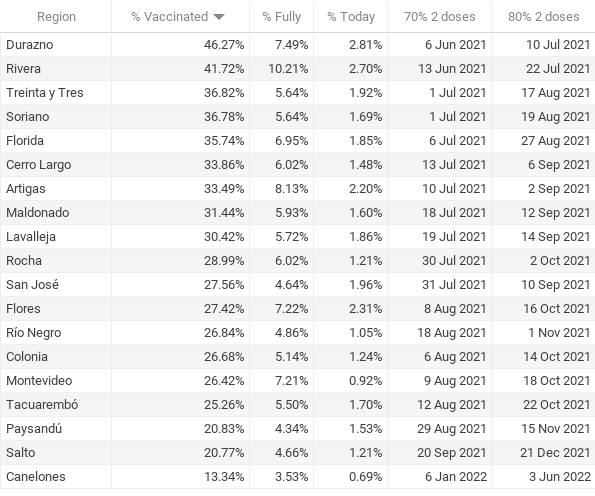 Region % Vaccinated % Fully % Today 70% 2 doses 80% 2 doses
Durazno 46.27% 7.49% 2.81% 6 Jun 2021 10 Jul 2021
Rivera 41.72% 10.21% 2.70% 13 Jun 2021 22 Jul 2021
Treinta y Tres 36.82% 5.64% 1.92% 1 Jul 2021 17 Aug 2021
Soriano 36.78% 5.64% 1.69% 1 Jul 2021 19 Aug 2021
Florida 35.74% 6.95% 1.85% 6 Jul 2021 27 Aug 2021
Cerro Largo 33.86% 6.02% 1.48% 13 Jul 2021 6 Sep 2021
Artigas 33.49% 8.13% 2.20% 10 Jul 2021 2 Sep 2021
Maldonado 31.44% 5.93% 1.60% 18 Jul 2021 12 Sep 2021
Lavalleja 30.42% 5.72% 1.86% 19 Jul 2021 14 Sep 2021
Rocha 28.99% 6.02% 1.21% 30 Jul 2021 2 Oct 2021
San José 27.56% 4.64% 1.96% 31 Jul 2021 10 Sep 2021
Flores 27.42% 7.22% 2.31% 8 Aug 2021 16 Oct 2021
Río Negro 26.84% 4.86% 1.05% 18 Aug 2021 1 Nov 2021
Colonia 26.68% 5.14% 1.24% 6 Aug 2021 14 Oct 2021
Montevideo 26.42% 7.21% 0.92% 9 Aug 2021 18 Oct 2021
Tacuarembó 25.26% 5.50% 1.70% 12 Aug 2021 22 Oct 2021
Paysandú 20.83% 4.34% 1.53% 29 Aug 2021 15 Nov 2021
Salto 20.77% 4.66% 1.21% 20 Sep 2021 21 Dec 2021
Canelones 13.34% 3.53% 0.69% 6 Jan 2022 3 Jun 2022